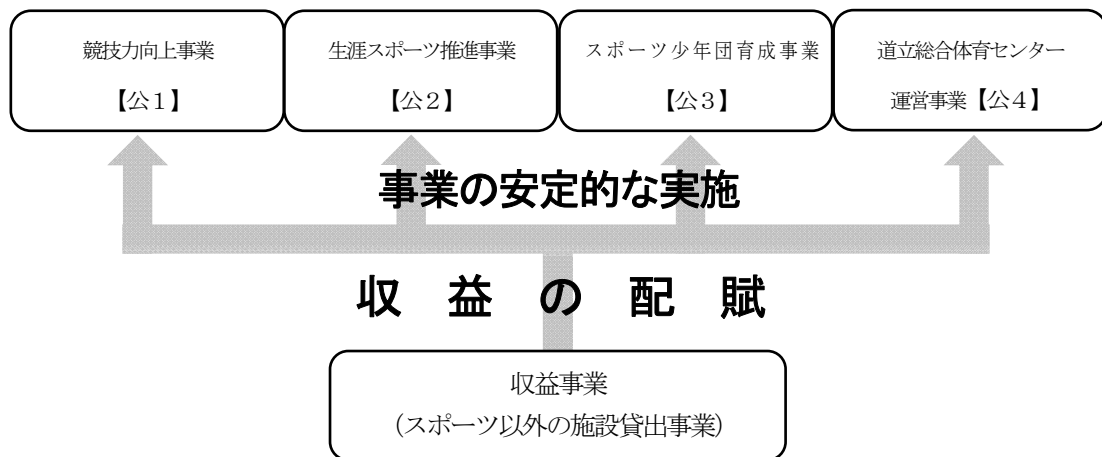 競技力向上事業
【公1】
生涯スポーツ推進事業
【公2】
スポーツ少年団育成事業
【公3】
道立総合体育センター
運営事業【公4】
事業の安定的な実施
収益の配賦
収益事業
(スポーツ以外の施設貸出事業)